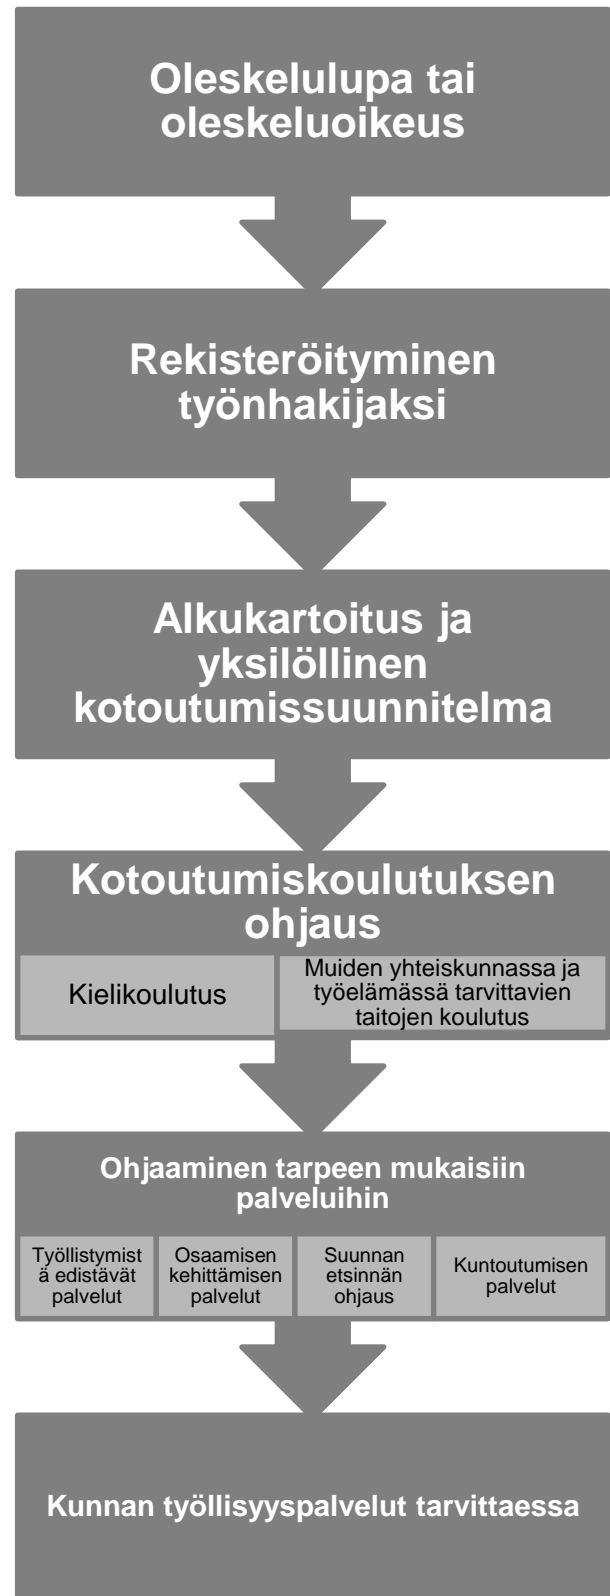 Oleskelulupa tai
oleskeluoikeus
Rekisteröityminen
työnhakijaksi
Alkukartoitus ja
yksilöllinen
kotoutumissuunnitelma
Kotoutumiskoulutuksen
ohjaus
Kielikoulutus
Muiden yhteiskunnassa ja
työelämässä tarvittavien
taitojen koulutus
Ohjaaminen tarpeen mukaisiin
palveluihin
Työllistymist
ä edistävät
palvelut
Osaamisen
kehittämisen
palvelut
Suunnan
etsinnän
ohjaus
Kuntoutumisen
palvelut
Kunnan työllisyyspalvelut tarvittaessa